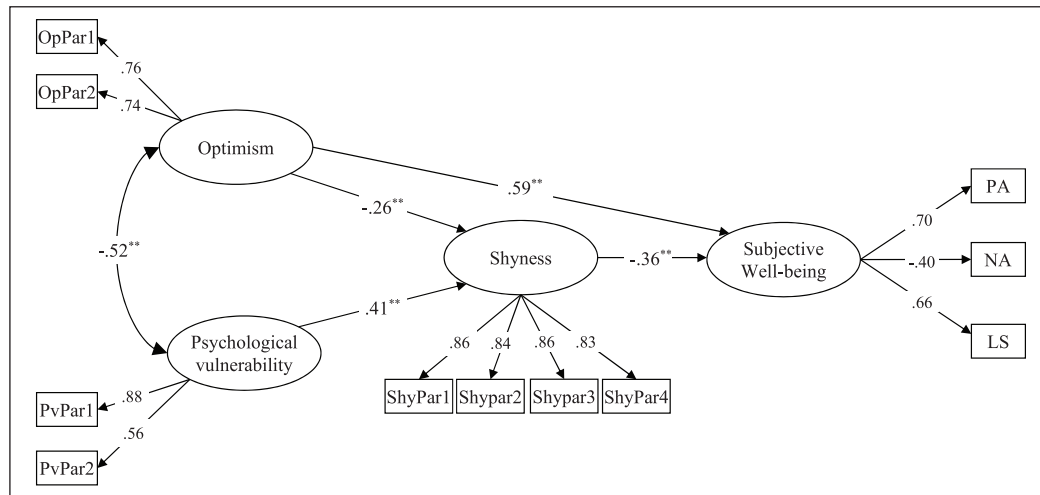 OpPar1
.76
OpPar2
.74
Optimism
.59**
-.26**
-.52**
Shyness
-.36**
Subjective
Well-being
.70
PA
-.40
NA
.66
LS
.41**
Psychological
vulnerability
.86
.84
.86
.83
ShyPar1
Shypar2
Shypar3
ShyPar4
PvPar1
.88
.56
PvPar2